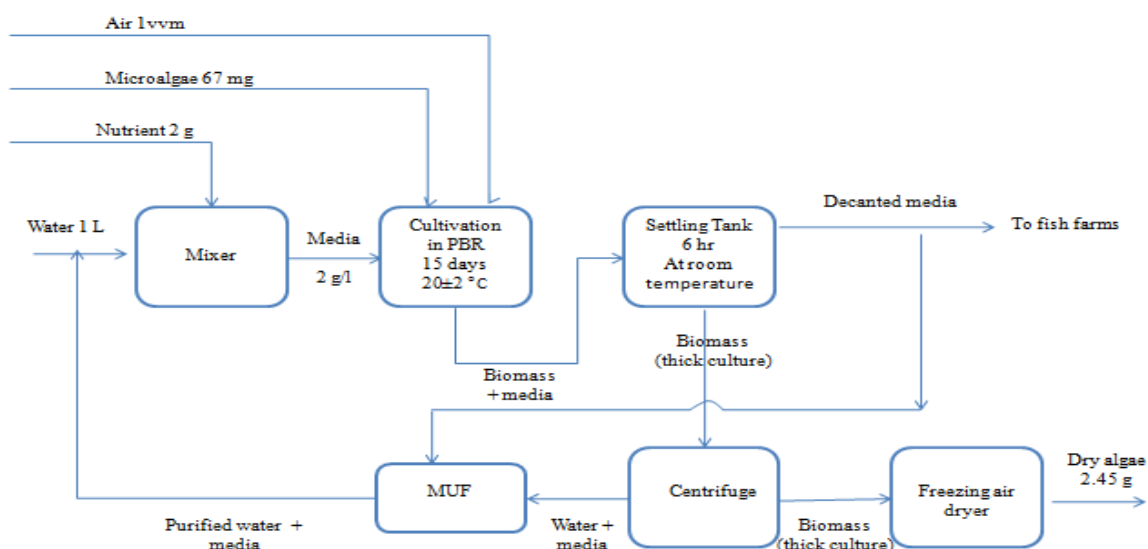 Air 1vvm
Microalgae 67 mg
Nutrient 2 g
Water 1 L
Mixer
Media
2 g/l
Cultivation
in PBR
15 days
20±2 °C
Settling Tank
6 hr
At room
temperature
Decanted media
To fish farms
Biomass
+media
Biomass
(thick culture)
MUF
Centrifuge
Freezing air
dryer
Dry algae
2.45 g
Purified water +
media
Water+
media
Biomass
(thick culture)